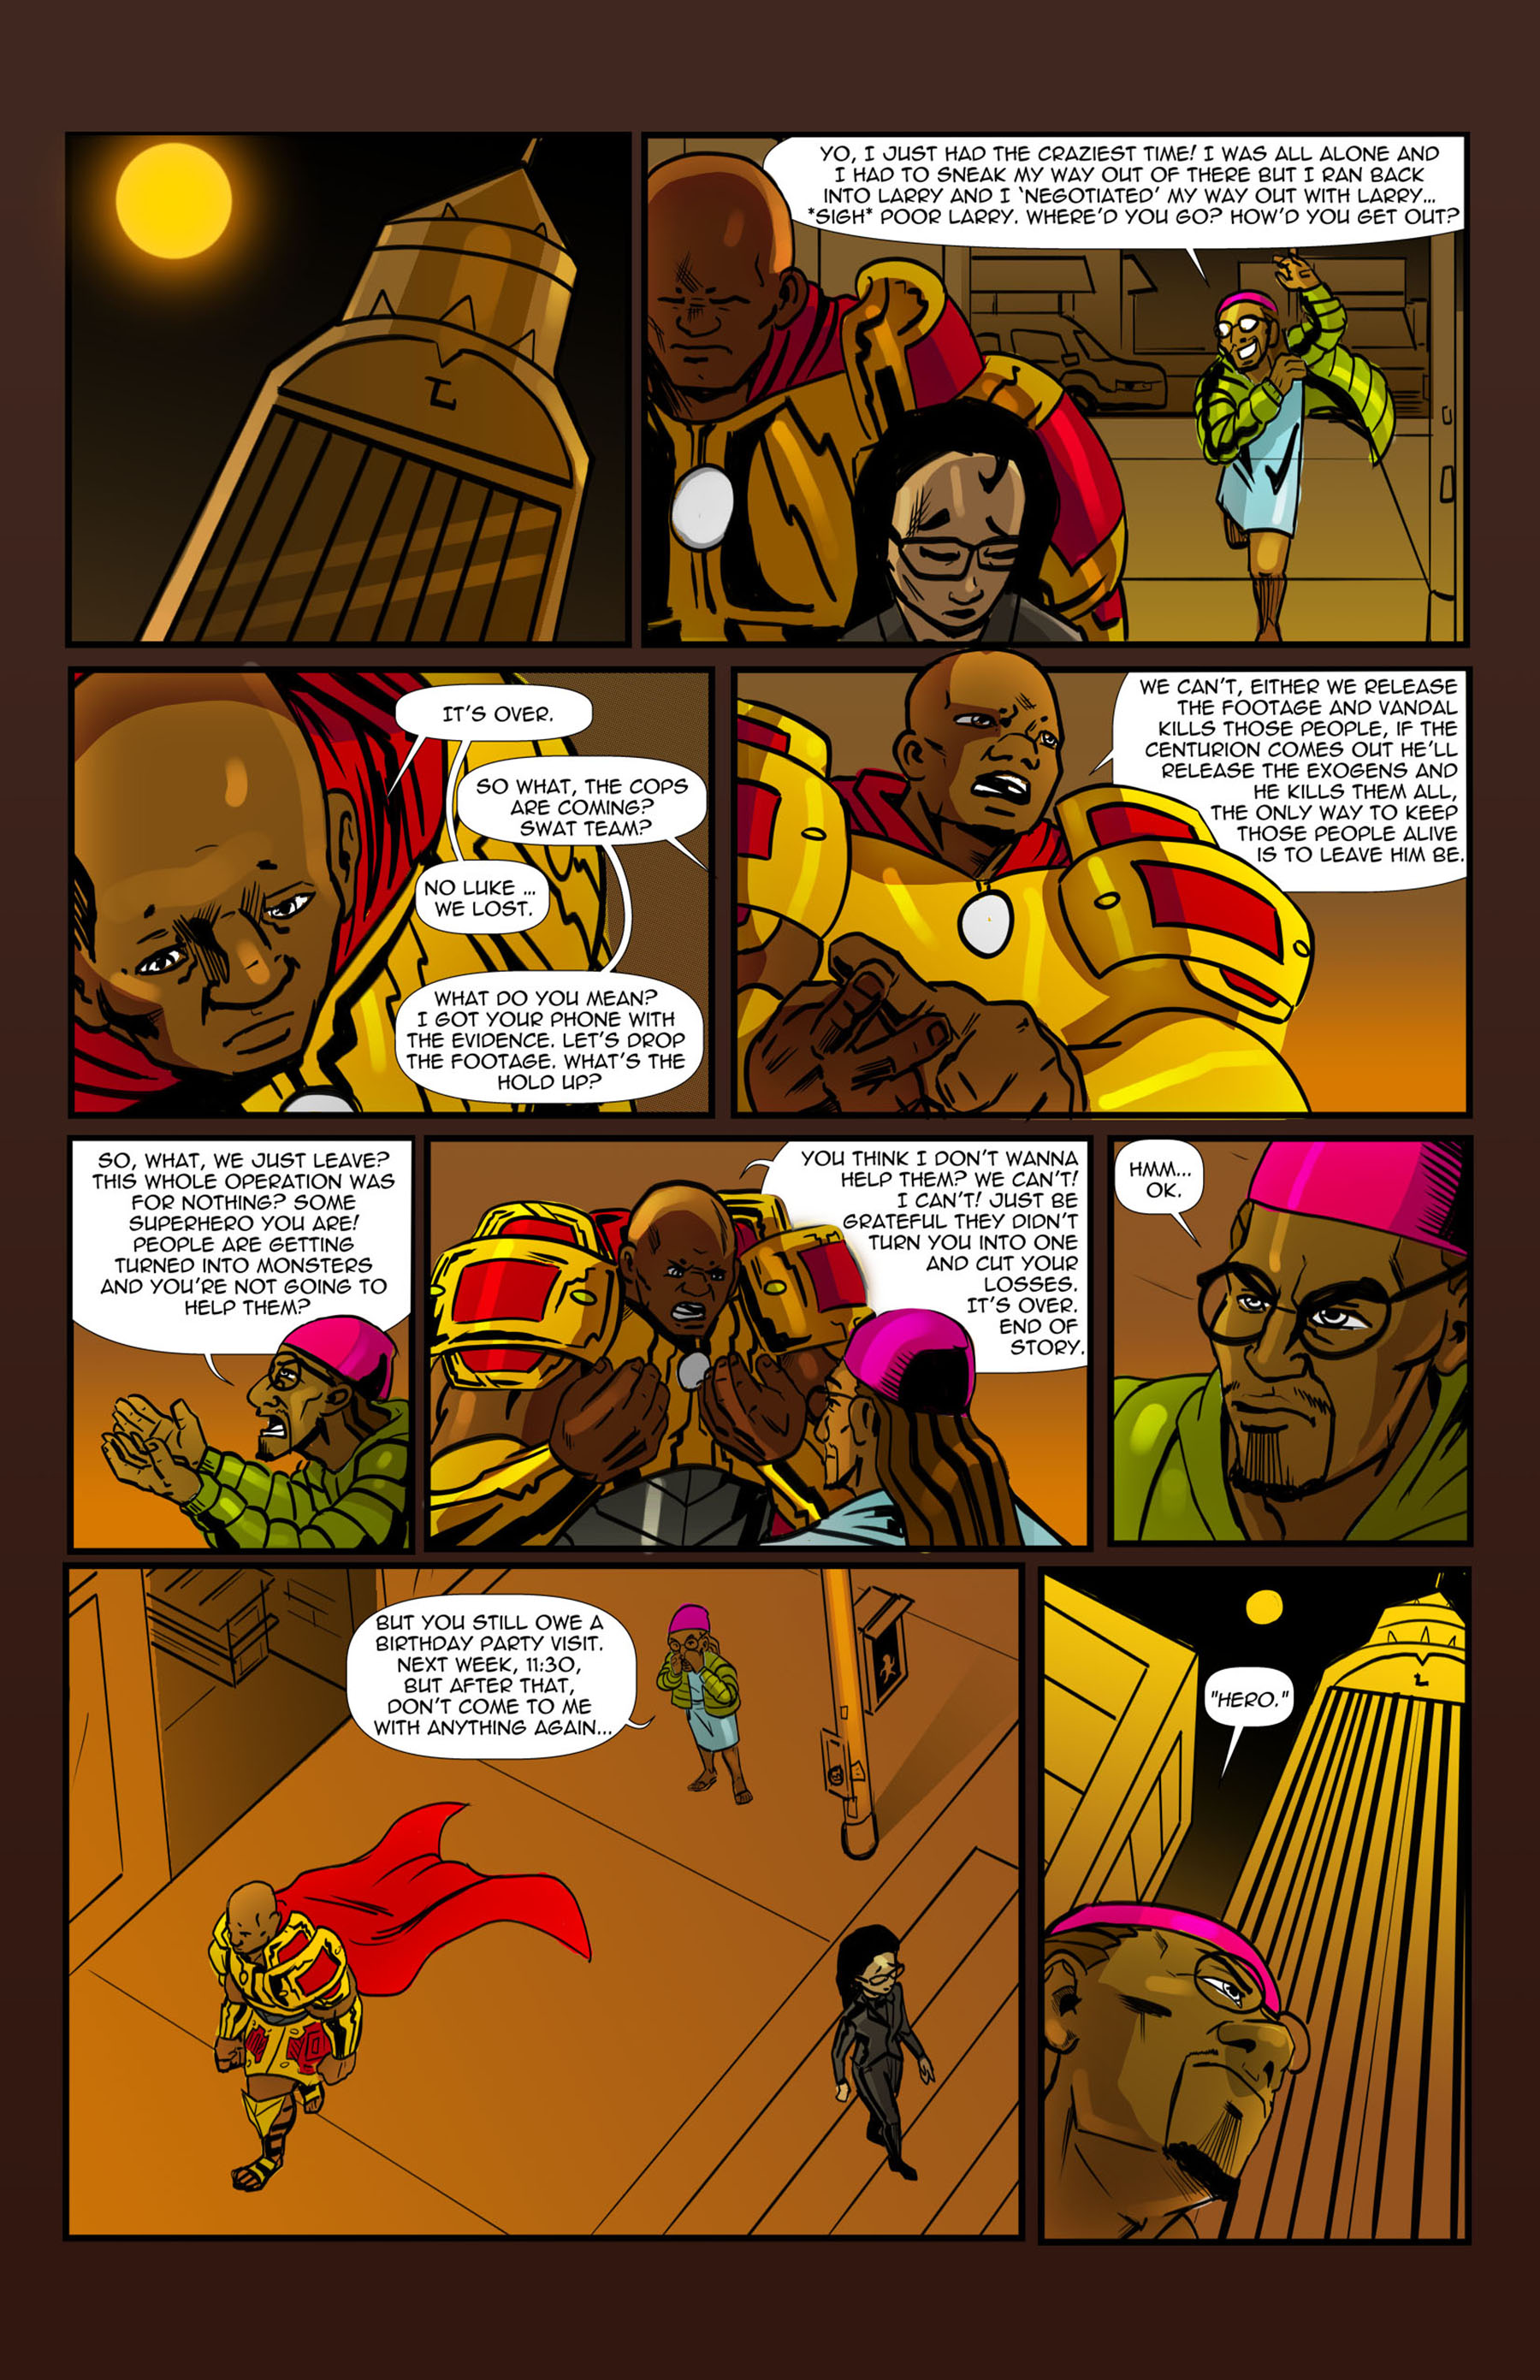 L
YO, I JUST HAD THE CRAZIEST TIME! I WAS ALL ALONE AND
I HAD TO SNEAK MY WAY OUT OF THERE BUT I RAN BACK
INTO LARRY AND I 'NEGOTIATED' MY WAY OUT WITH LARRY...
*SIGH* POOR LARRY. WHERE'D YOU GO? HOW'D YOU GET OUT?
IT'S OVER.
SO WHAT, THE COPS
ARE COMING?
SWAT TEAM?
NO LUKE ...
WE LOST.
WHAT DO YOU MEAN?
I GOT YOUR PHONE WITH
THE EVIDENCE. LET'S DROP
THE FOOTAGE. WHAT'S THE
HOLD UP?
WE CAN'T, EITHER WE RELEASE
THE FOOTAGE AND VANDAL
KILLS THOSE PEOPLE, IF THE
CENTURION COMES OUT HE'LL
RELEASE THE EXOGENS AND
HE KILLS THEM ALL,
THE ONLY WAY TO KEEP
THOSE PEOPLE ALIVE
IS TO LEAVE HIM BE.
SO, WHAT, WE JUST LEAVE?
THIS WHOLE OPERATION WAS
FOR NOTHING? SOME
SUPERHERO YOU ARE!
PEOPLE ARE GETTING
TURNED INTO MONSTERS
AND YOU'RE NOT GOING TO
HELP THEM?
YOU THINK I DON'T WANNA
HELP THEM? WE CAN'T!
I CAN'T! JUST BE
GRATEFUL THEY DIDN'T
TURN YOU INTO ONE
AND CUT YOUR
LOSSES.
IT'S OVER.
END OF
STORY.
HMM...
OK.
BUT YOU STILL OWE A
BIRTHDAY PARTY VISIT.
NEXT WEEK, 11:30,
BUT AFTER THAT,
DON'T COME TO ME
WITH ANYTHING AGAIN...
L
"HERO."